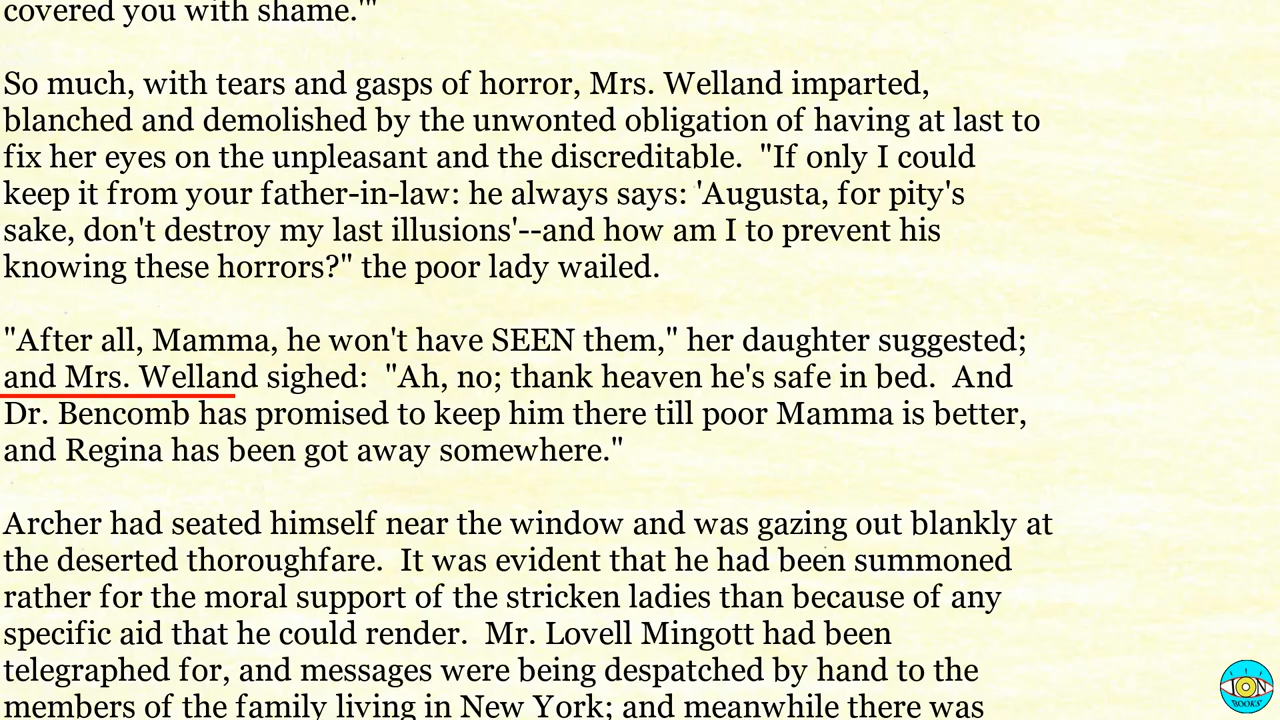 covered you with shame.'"
So much, with tears and gasps of horror, Mrs. Welland imparted,
blanched and demolished by the unwonted obligation of having at last to
fix her eyes on the unpleasant and the discreditable.  "If only I could
keep it from your father-in-law: he always says: 'Augusta, for pity's
sake, don't destroy my last illusions'--and how am I to prevent his
knowing these horrors?" the poor lady wailed.
"After all, Mamma, he won't have SEEN them," her daughter suggested;
and Mrs. Welland sighed:  "Ah, no; thank heaven he's safe in bed.  And
Dr. Bencomb has promised to keep him there till poor Mamma is better,
and Regina has been got away somewhere."
Archer had seated himself near the window and was gazing out blankly at
the deserted thoroughfare.  It was evident that he had been summoned
rather for the moral support of the stricken ladies than because of any
specific aid that he could render.  Mr. Lovell Mingott had been
telegraphed for, and messages were being despatched by hand to the
members of the family living in New York; and meanwhile there was
ION
BOOKS